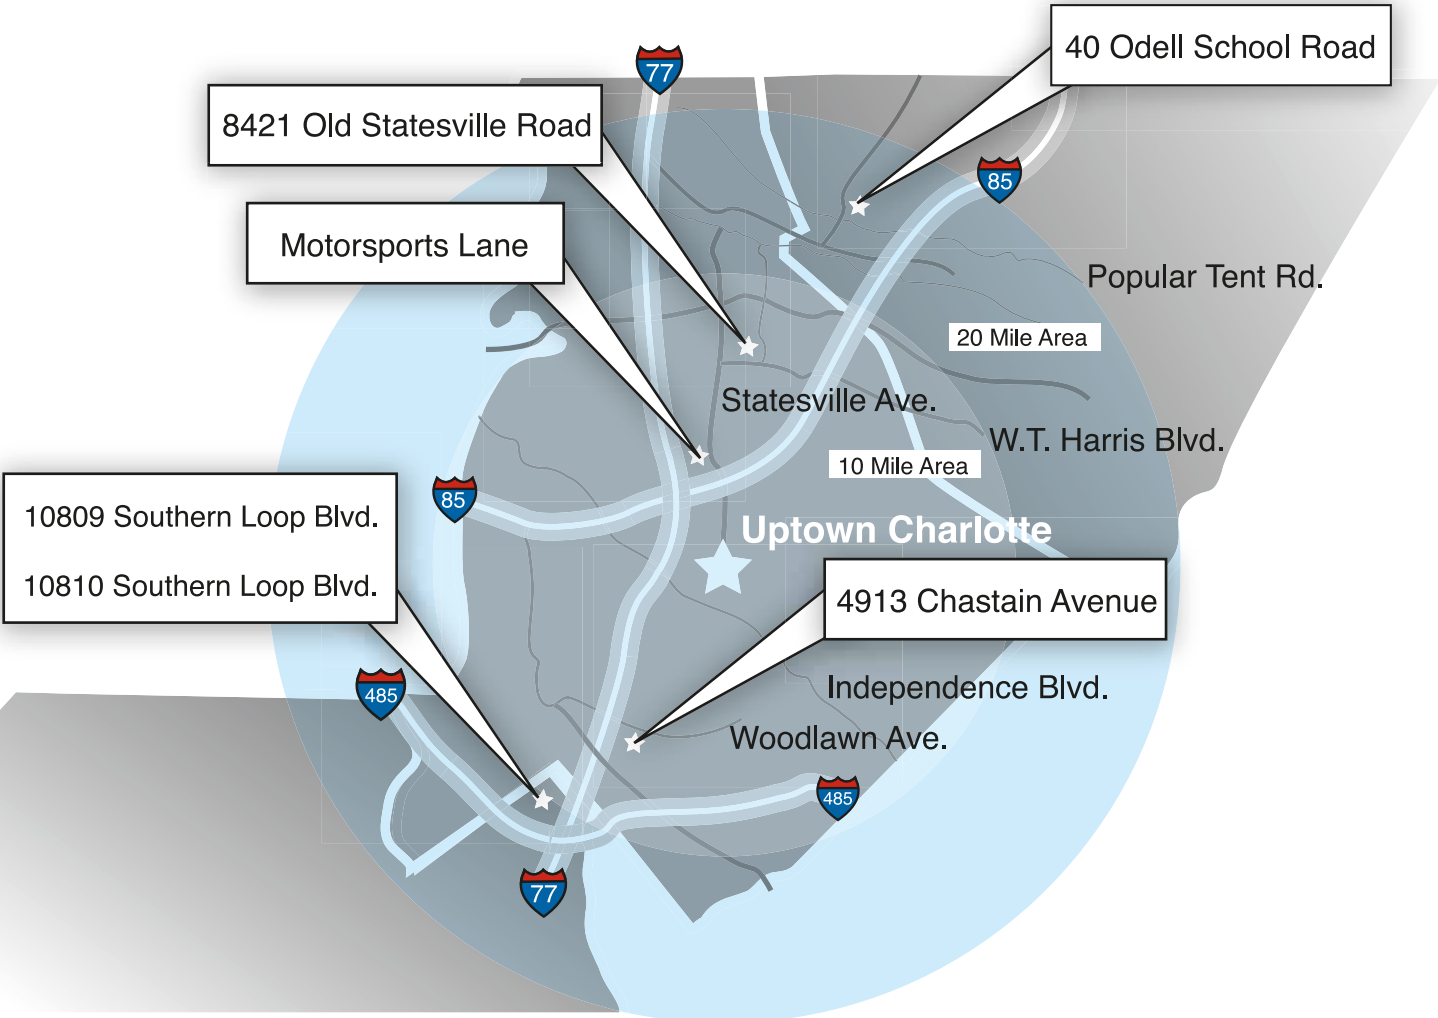 40 Odell School Road
77
8421 Old Statesville Road
85
Motorsports Lane
Popular Tent Rd.
20 Mile Area
Statesville Ave.
W.T. Harris Blvd.
10 Mile Area
85
10809 Southern Loop Blvd.
Uptown Charlotte
10810 Southern Loop Blvd.
4913 Chastain Avenue
485
Independence Blvd.
Woodlawn Ave.
485
77